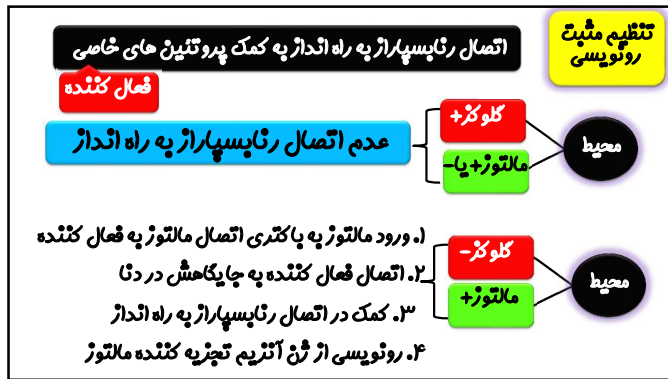 تنظیم مثبت
رونویسی
اتصال رنابسپاراز به راه انداز به کمک پروتئین های خاصی
فعال کننده
محیط
گلوکز+
مالتوز+یا-
عدم اتصال رنابسپاراز به راه انداز
محیط
گلوکز-
مالتوز+
۱. ورود مالتوز به باکتری اتصال مالتوز به فعال کننده
۲. اتصال فعال کننده به جایگاهش در دنا
۳. کمک در اتصال رنابسپاراز به راه انداز
۴. رونویسی از ژن آنزیم تجزیه کننده مالتوز